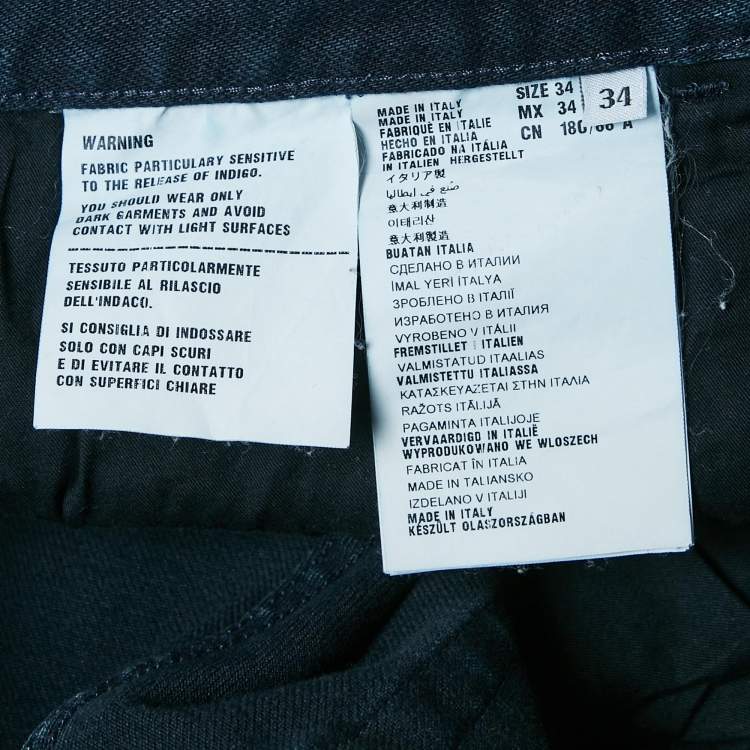 WARNING
FABRIC PARTICULARY SENSITIVE
TO THE RELEASE OF INDIGO.
YOU SHOULD WEAR ONLY
DARK GARMENTS AND AVOID
CONTACT WITH LIGHT SURFACES
TESSUTO PARTICOLARMENTE
SENSIBILE AL RILASCIO
DELL'INDACO.
SI CONSIGLIA DI INDOSSARE
SOLO CON CAPI SCURI
E DI EVITARE IL CONTATTO
CON SUPERFICI CHIARE
SIZE 34
MX 34
CN 180/88 A
34
MADE IN ITALY
MADE IN ITALY
FABRIQUÉ EN ITALIE
HECHO EN ITALIA
FABRICADO NA ITÁLIA
IN ITALIEN HERGESTELLT
イタリア製
صنع في إيطاليا
意大利制造
이태리산
意大利製造
BUATAN ITALIA
СДЕЛАНО В ИТАЛИИ
İMAL YERİ İTALYA
ЗРОБЛЕНО В ІТАЛІЇ
ИЗРАБОТЕНО В ИТАЛИЯ
VYROBENO V ITÁLII
FREMSTILLET I ITALIEN
VALMISTATUD ITAALIAS
VALMISTETTU ITALIASSA
ΚΑΤΑΣΚΕΥΑΖΕΤΑΙ ΣΤΗΝ ΙΤΑΛΙΑ
RAŽOTS ITĀLIJĀ
PAGAMINTA ITALIJOJE
VERVAARDIGD IN ITALIË
WYPRODUKOWANO WE WLOSZECH
FABRICAT ÎN ITALIA
MADE IN TALIANSKO
IZDELANO V ITALIJI
MADE IN ITALY
KÉSZÜLT OLASZORSZÁGBAN